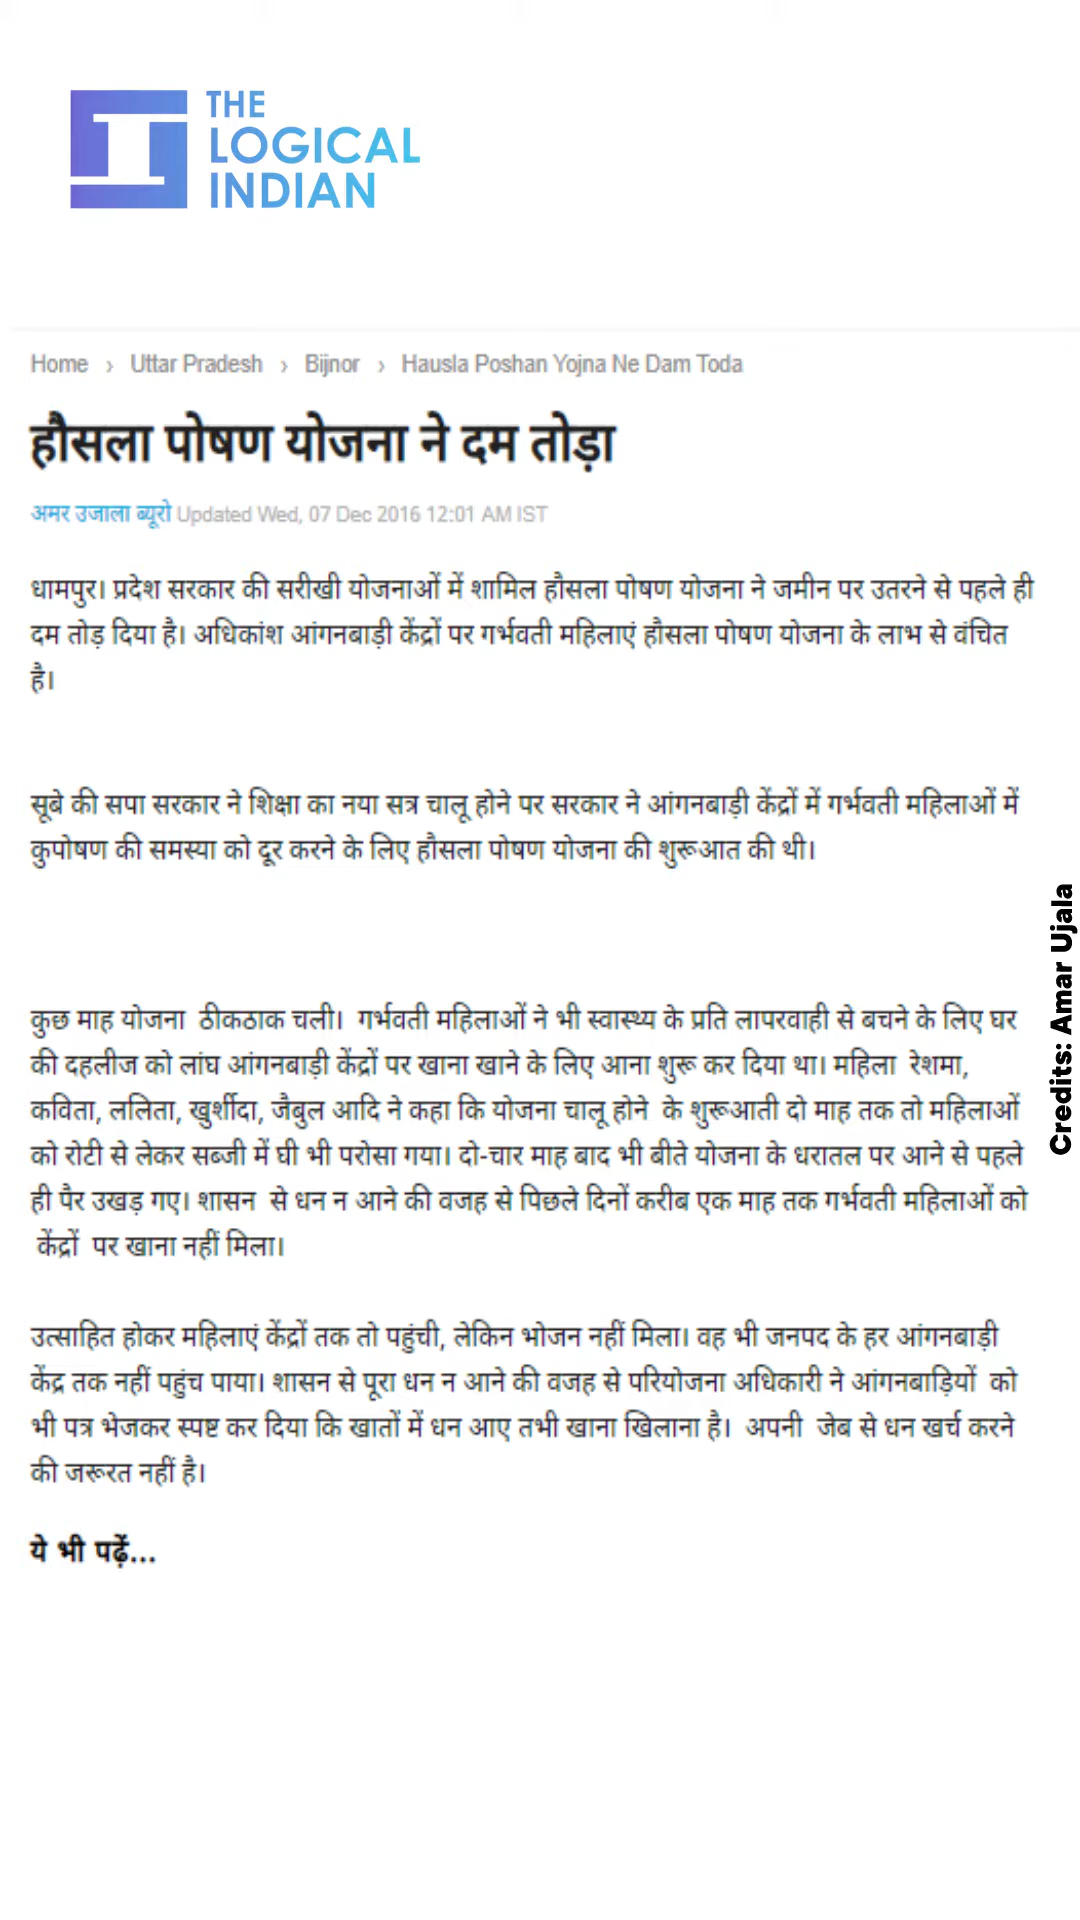 THE
LOGICAL
INDIAN
Home › Uttar Pradesh › Bijnor › Hausla Poshan Yojna Ne Dam Toda
हौसला पोषण योजना ने दम तोड़ा
अमर उजाला ब्यूरो Updated Wed, 07 Dec 2016 12:01 AM IST
धामपुर। प्रदेश सरकार की सरीखी योजनाओं में शामिल हौसला पोषण योजना ने जमीन पर उतरने से पहले ही
दम तोड़ दिया है। अधिकांश आंगनबाड़ी केंद्रों पर गर्भवती महिलाएं हौसला पोषण योजना के लाभ से वंचित
है।
सूबे की सपा सरकार ने शिक्षा का नया सत्र चालू होने पर सरकार ने आंगनबाड़ी केंद्रों में गर्भवती महिलाओं में
कुपोषण की समस्या को दूर करने के लिए हौसला पोषण योजना की शुरूआत की थी।
कुछ माह योजना ठीकठाक चली। गर्भवती महिलाओं ने भी स्वास्थ्य के प्रति लापरवाही से बचने के लिए घर
की दहलीज को लांघ आंगनबाड़ी केंद्रों पर खाना खाने के लिए आना शुरू कर दिया था। महिला रेशमा,
कविता, ललिता, खुर्शीदा, जैबुल आदि ने कहा कि योजना चालू होने के शुरूआती दो माह तक तो महिलाओं
को रोटी से लेकर सब्जी में घी भी परोसा गया। दो-चार माह बाद भी बीते योजना के धरातल पर आने से पहले
ही पैर उखड़ गए। शासन से धन न आने की वजह से पिछले दिनों करीब एक माह तक गर्भवती महिलाओं को
केंद्रों पर खाना नहीं मिला।
उत्साहित होकर महिलाएं केंद्रों तक तो पहुंची, लेकिन भोजन नहीं मिला। वह भी जनपद के हर आंगनबाड़ी
केंद्र तक नहीं पहुंच पाया। शासन से पूरा धन न आने की वजह से परियोजना अधिकारी ने आंगनबाड़ियों को
भी पत्र भेजकर स्पष्ट कर दिया कि खातों में धन आए तभी खाना खिलाना है। अपनी जेब से धन खर्च करने
की जरूरत नहीं है।
ये भी पढ़ें...
Credits: Amar Ujala